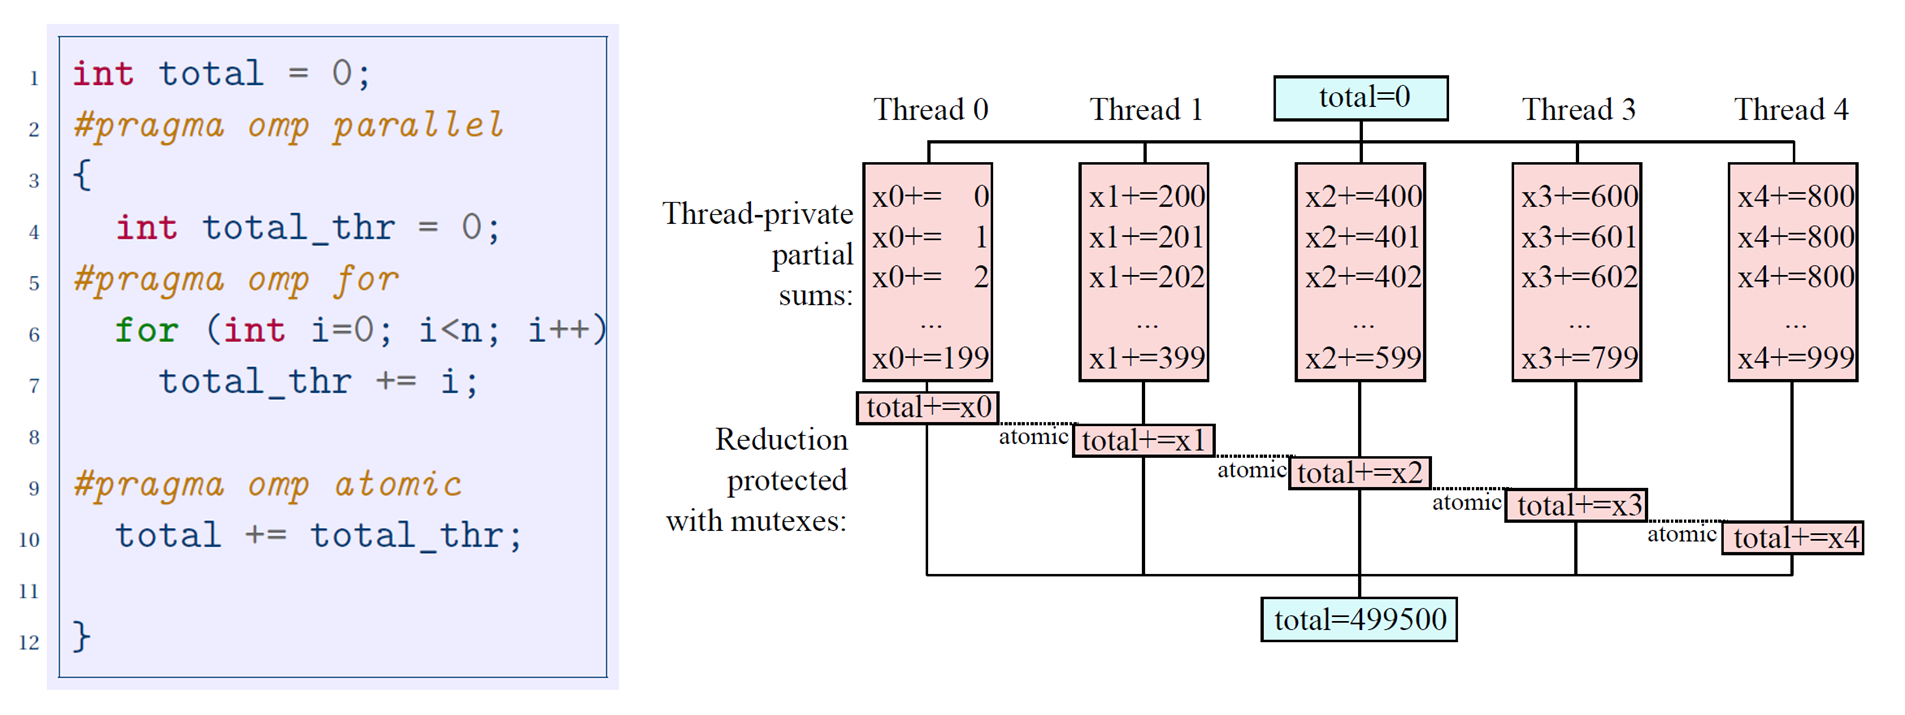 1 int total = 0;
2 #pragma omp parallel
3 {
4 int total_thr = 0;
5 #pragma omp for
6 for (int i=0; i<n; i++)
7 total_thr += i;
8
9 #pragma omp atomic
10 total += total_thr;
11
12 }
total=0
Thread 0 Thread 1 Thread 3 Thread 4
Thread-private
partial
sums:
x0+= 0
x0+= 1
x0+= 2
...
x0+=199
x1+=200
x1+=201
x1+=202
...
x1+=399
x2+=400
x2+=401
x2+=402
...
x2+=599
x3+=600
x3+=601
x3+=602
...
x3+=799
x4+=800
x4+=800
x4+=800
...
x4+=999
Reduction
protected
with mutexes:
total+=x0
atomic
total+=x1
atomic
total+=x2
atomic
total+=x3
atomic
total+=x4
total=499500